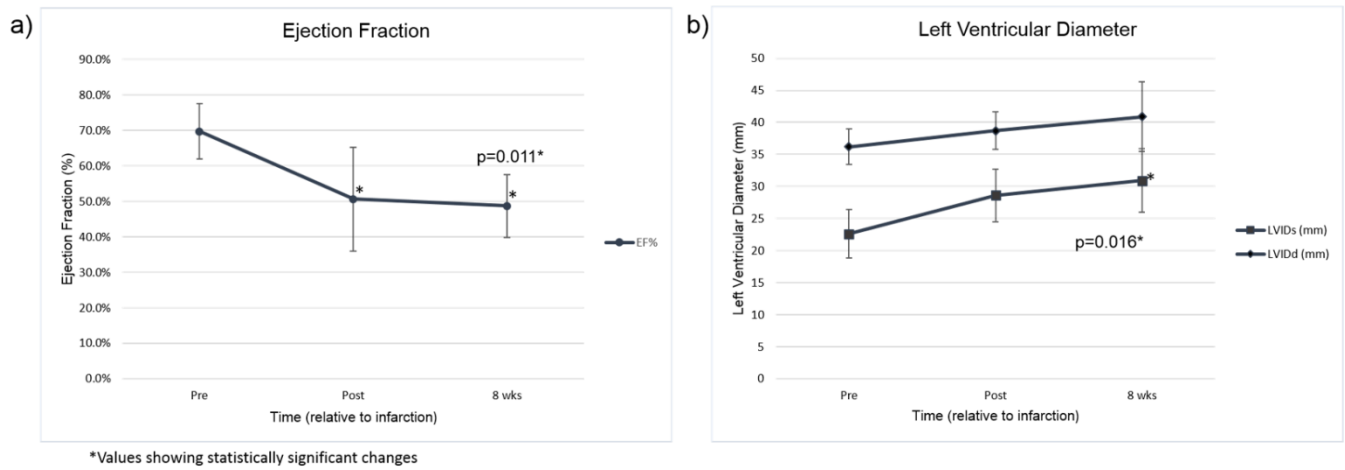 a)
Ejection Fraction
90.0%
80.0%
70.0%
60.0%
50.0%
40.0%
30.0%
20.0%
10.0%
0.0%
Ejection Fraction (%)
p=0.011*
*
*
EF%
Pre Post 8 wks
Time (relative to infarction)
*Values showing statistically significant changes
b)
Left Ventricular Diameter
50
45
40
35
30
25
20
15
10
5
0
Left Ventricular Diameter (mm)
*
p=0.016*
LVIDs (mm)
LVIDd (mm)
Pre Post 8 wks
Time (relative to infarction)